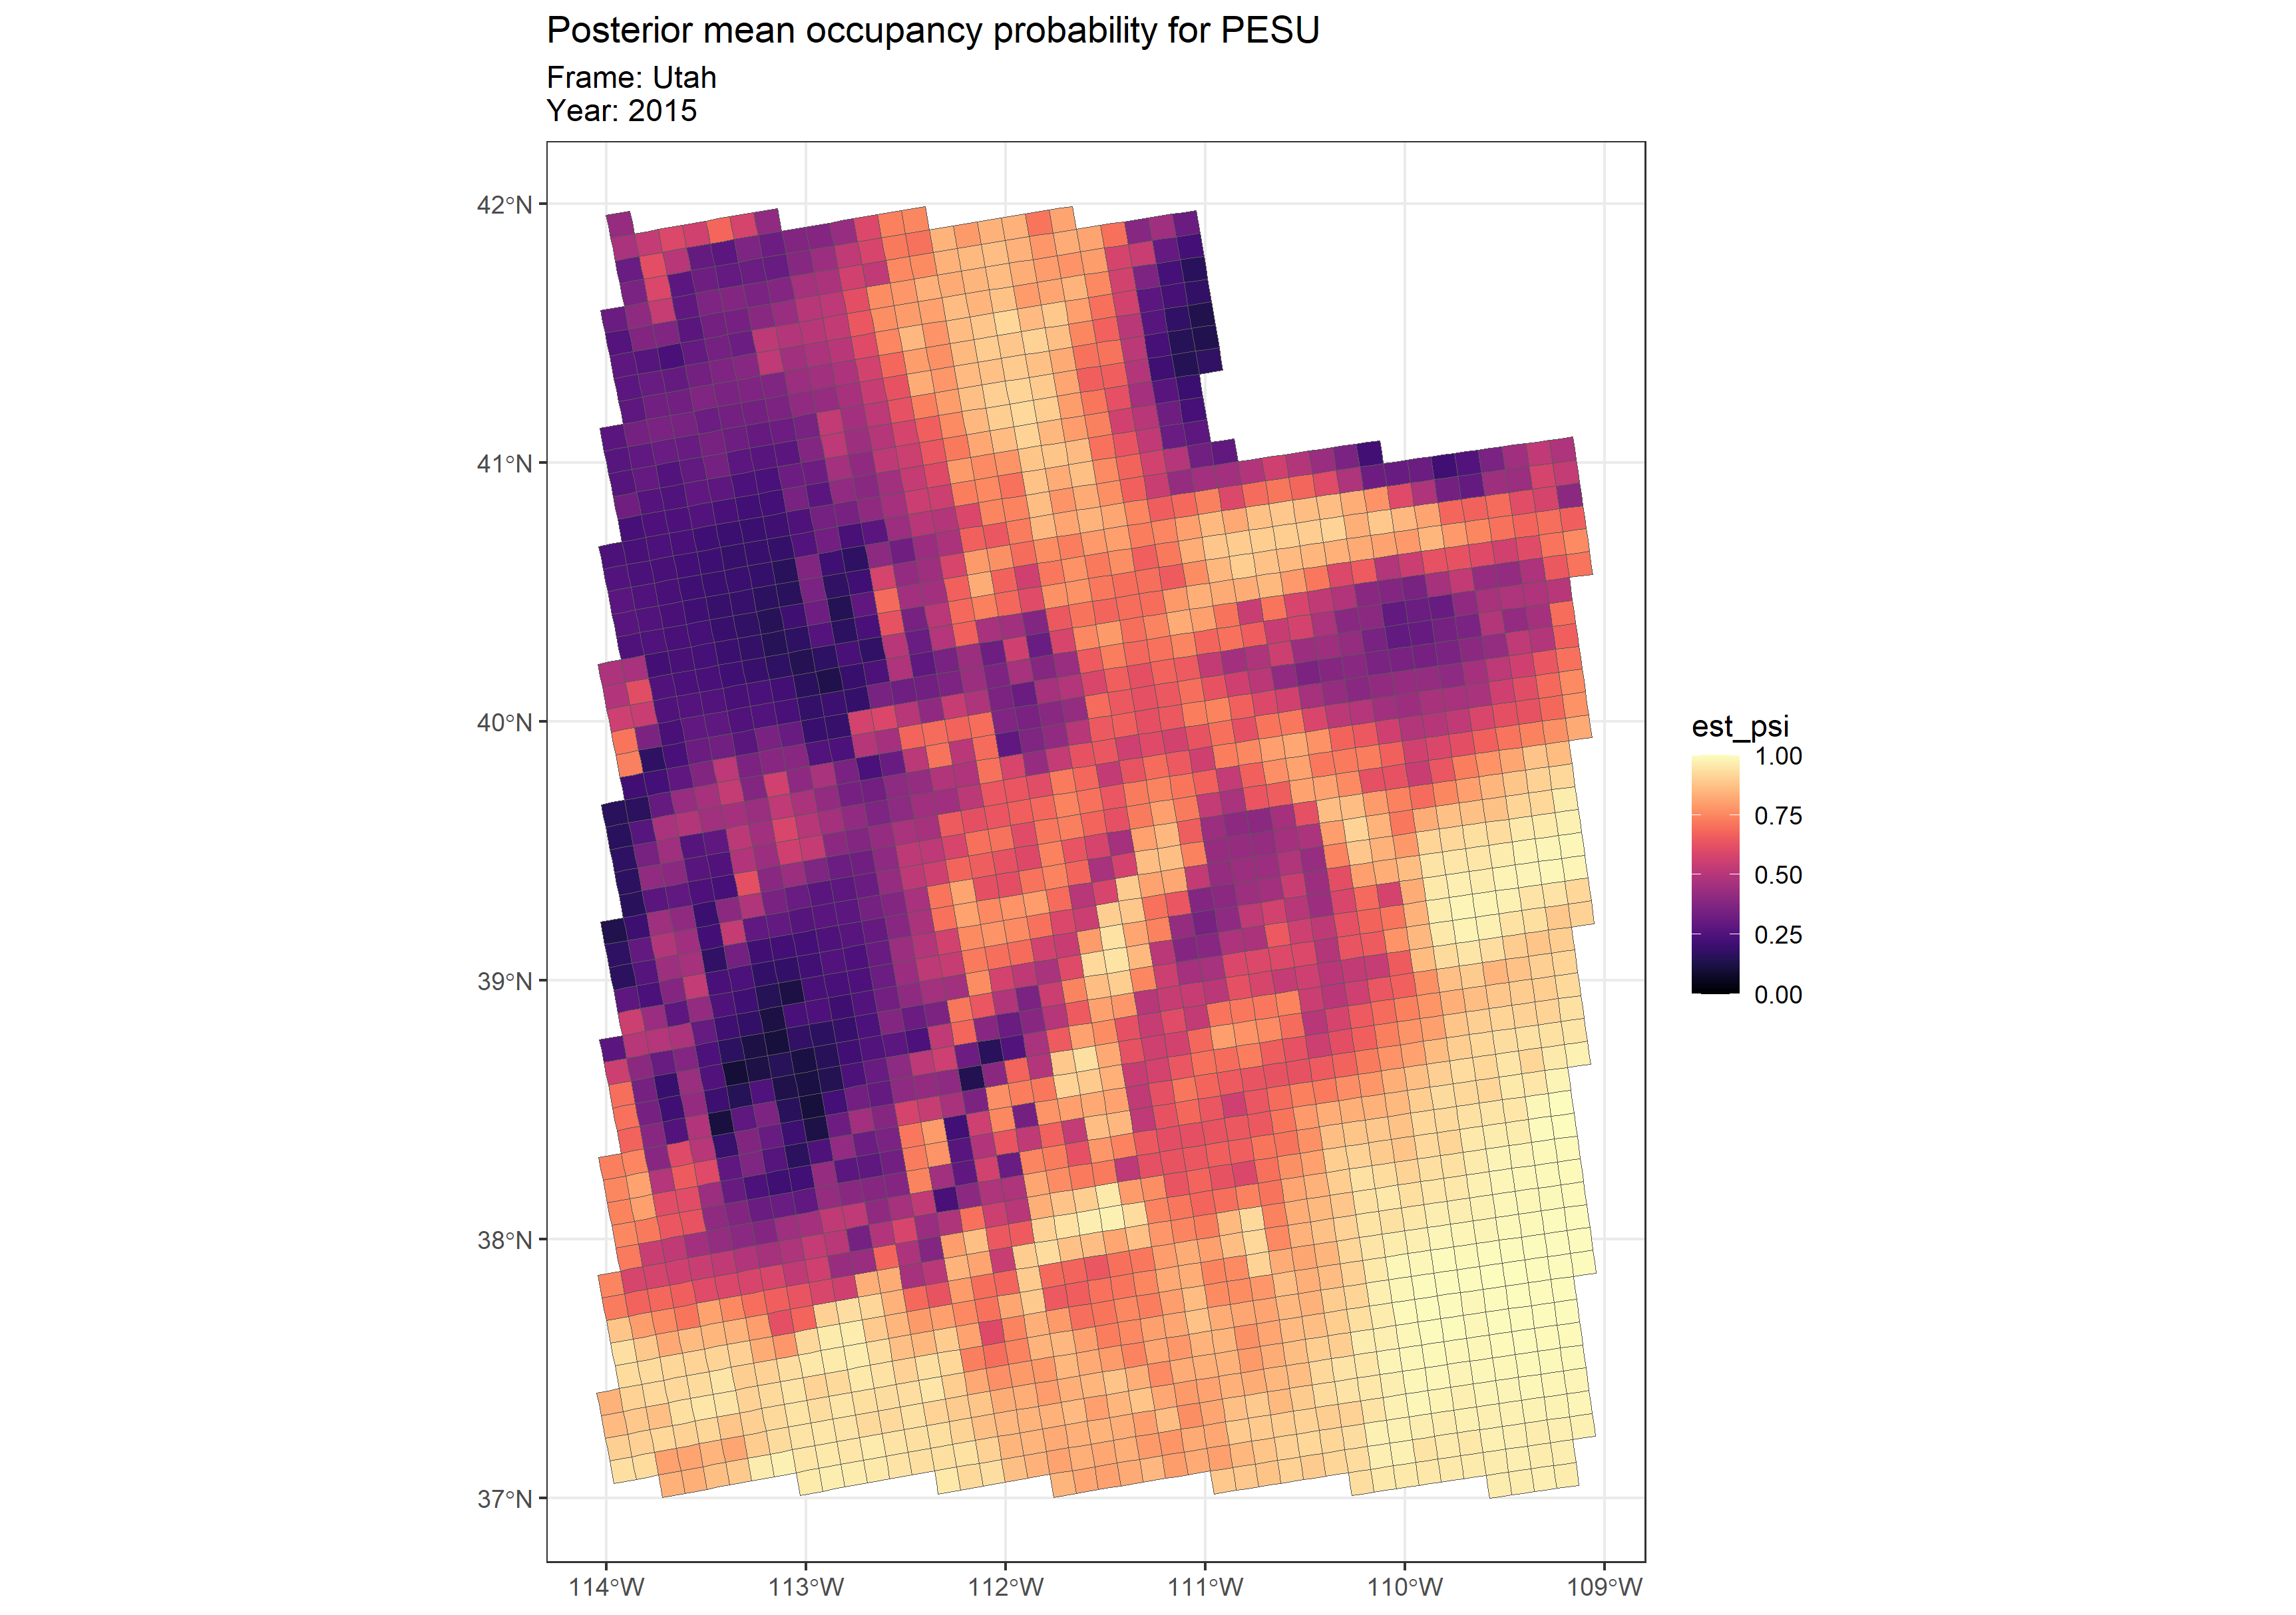 Posterior mean occupancy probability for PESU
Frame: Utah
Year: 2015
42°N
41°N
40°N
39°N
38°N
37°N
114°W
113°W
112°W
111°W
110°W
109°W
est_psi
1.00
0.75
0.50
0.25
0.00